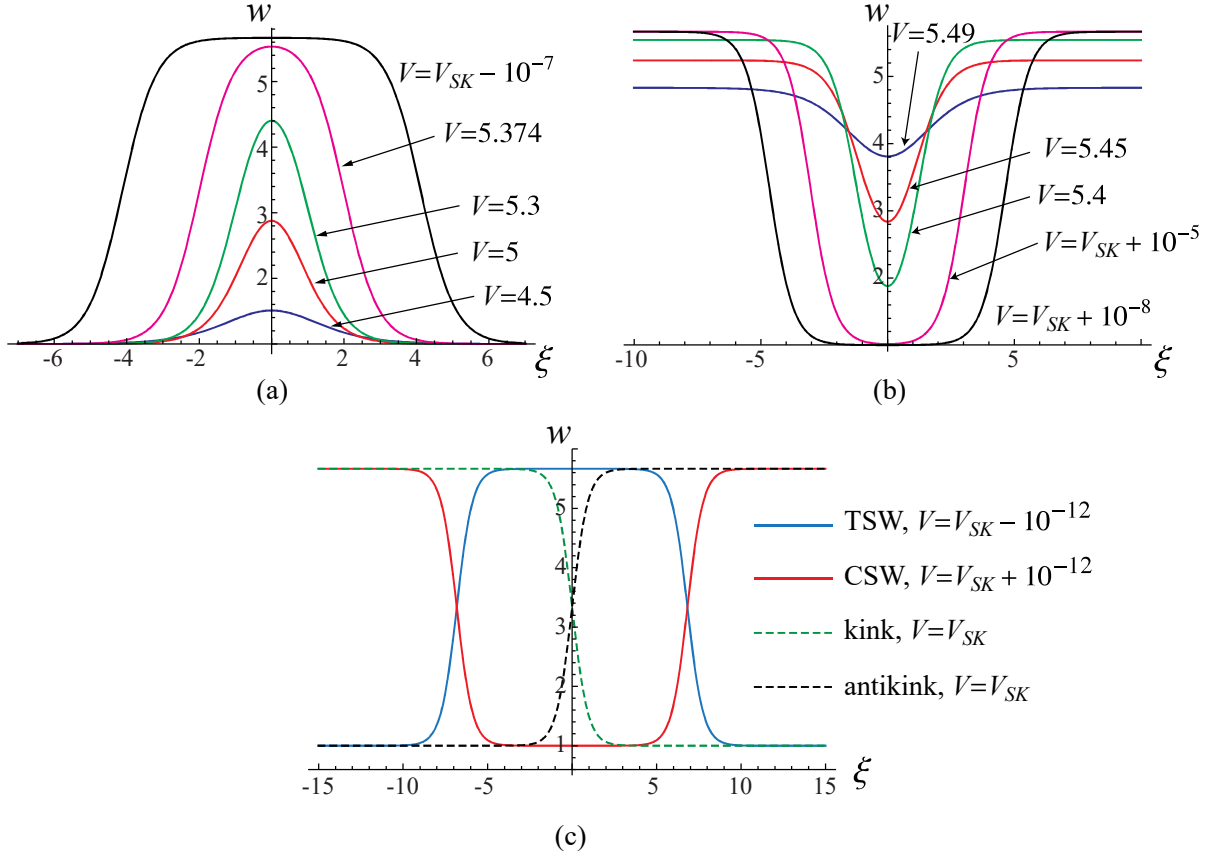 w
5
4
3
2
-6
-4
-2
2
4
6
ξ
V=V_SK − 10^−7
V=5.374
V=5.3
V=5
V=4.5
(a)
w
5
4
3
2
-10
-5
5
ξ
V=5.49
V=5.45
V=5.4
V=V_SK + 10^−5
V=V_SK + 10^−8
(b)
w
5
4
3
2
1
-15
-10
-5
5
10
15
ξ
TSW, V=V_SK − 10^−12
CSW, V=V_SK + 10^−12
kink, V=V_SK
antikink, V=V_SK
(c)